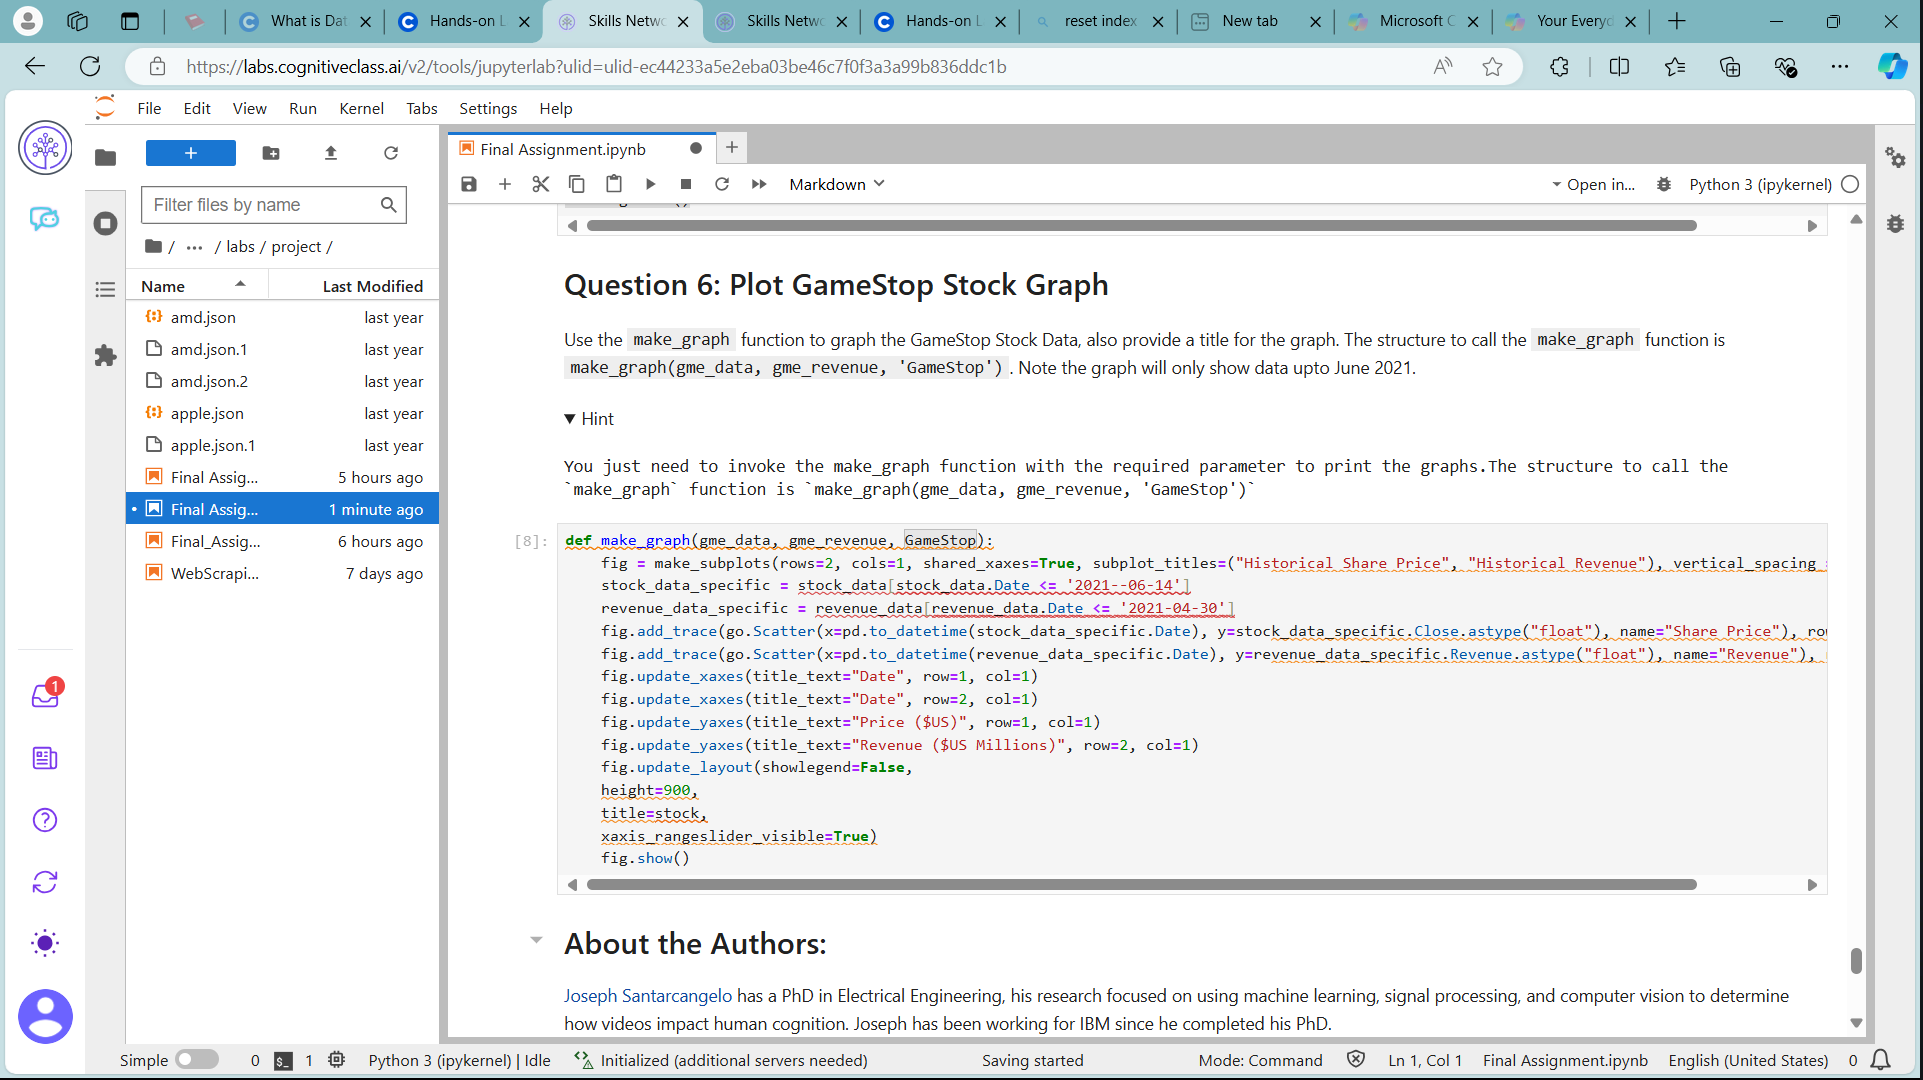 What is Dat
Hands-on L
Skills Netwo
Skills Netwo
Hands-on L
reset index
New tab
Microsoft C
Your Everyd
https://labs.cognitiveclass.ai/v2/tools/jupyterlab?ulid=ulid-ec44233a5e2eba03be46c7f0f3a3a99b836ddc1b
File Edit View Run Kernel Tabs Settings Help
Filter files by name
/ ... / labs / project /
Name Last Modified
amd.json last year
amd.json.1 last year
amd.json.2 last year
apple.json last year
apple.json.1 last year
Final Assig... 5 hours ago
Final Assig... 1 minute ago
Final_Assig... 6 hours ago
WebScrapi... 7 days ago
1
Final Assignment.ipynb
Markdown
Open in...
Python 3 (ipykernel)
Question 6: Plot GameStop Stock Graph
Use the make_graph function to graph the GameStop Stock Data, also provide a title for the graph. The structure to call the make_graph function is
make_graph(gme_data, gme_revenue, 'GameStop') . Note the graph will only show data upto June 2021.
▼ Hint
You just need to invoke the make_graph function with the required parameter to print the graphs.The structure to call the
`make_graph` function is `make_graph(gme_data, gme_revenue, 'GameStop')`
[8]: def make_graph(gme_data, gme_revenue, GameStop):
fig = make_subplots(rows=2, cols=1, shared_xaxes=True, subplot_titles=("Historical Share Price", "Historical Revenue"), vertical_spacing =
stock_data_specific = stock_data[stock_data.Date <= '2021--06-14']
revenue_data_specific = revenue_data[revenue_data.Date <= '2021-04-30']
fig.add_trace(go.Scatter(x=pd.to_datetime(stock_data_specific.Date), y=stock_data_specific.Close.astype("float"), name="Share Price"), ro
fig.add_trace(go.Scatter(x=pd.to_datetime(revenue_data_specific.Date), y=revenue_data_specific.Revenue.astype("float"), name="Revenue"),
fig.update_xaxes(title_text="Date", row=1, col=1)
fig.update_xaxes(title_text="Date", row=2, col=1)
fig.update_yaxes(title_text="Price ($US)", row=1, col=1)
fig.update_yaxes(title_text="Revenue ($US Millions)", row=2, col=1)
fig.update_layout(showlegend=False,
height=900,
title=stock,
xaxis_rangeslider_visible=True)
fig.show()
About the Authors:
Joseph Santarcangelo has a PhD in Electrical Engineering, his research focused on using machine learning, signal processing, and computer vision to determine
how videos impact human cognition. Joseph has been working for IBM since he completed his PhD.
Simple 0 $_ 1 Python 3 (ipykernel) | Idle Initialized (additional servers needed) Saving started Mode: Command Ln 1, Col 1 Final Assignment.ipynb English (United States) 0